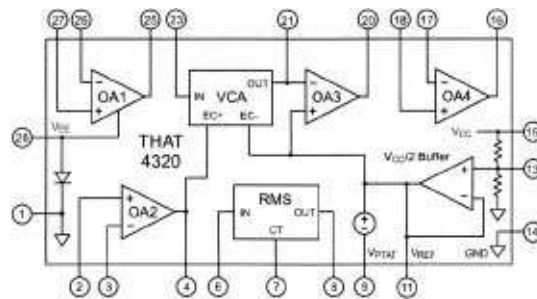 27 26 25 23 21 20 18 17 16
OA1
OUT
IN VCA
EC+ EC-
OA3
OA4
28
VCC
THAT
4320
VCC
15
VCC/2 Buffer
13
OA2
RMS
IN OUT
CT
1
VPTAT
VREF
GND
14
2 3 4 6 7 8 9 11